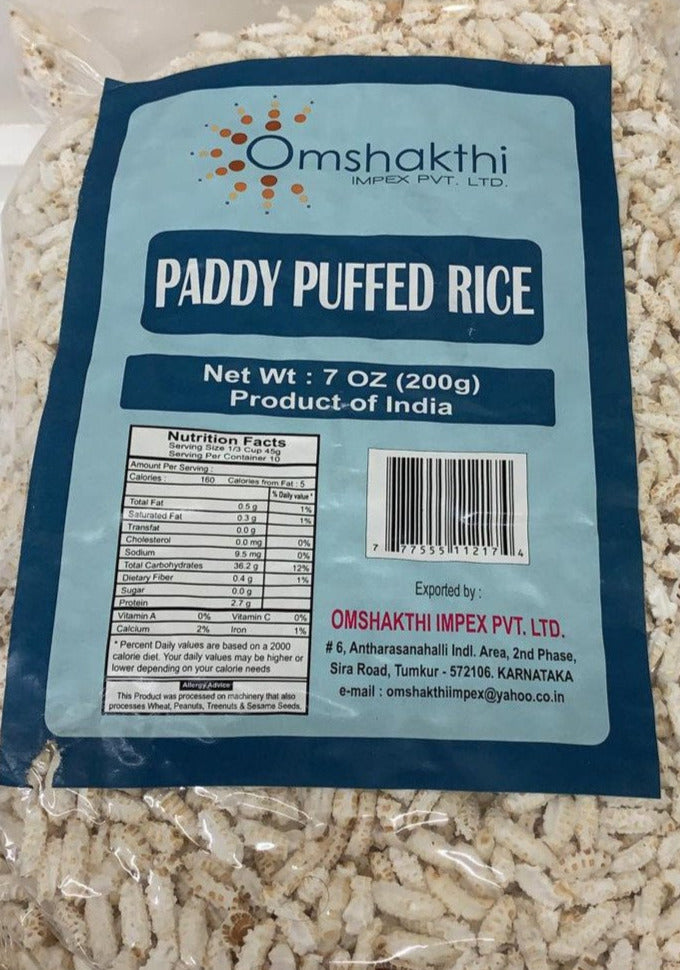 Omshakthi
IMPEX PVT. LTD.
PADDY PUFFED RICE
Net Wt : 7 OZ (200g)
Product of India
Nutrition Facts
Serving Size 1/3 Cup 45g
Serving Per Container 10
Amount Per Serving :
Calories : 160 Calories from Fat : 5
% Daily value *
Total Fat 0.5 g 1%
Saturated Fat 0.3 g 1%
Transfat 0.0 g
Cholesterol 0.0 mg 0%
Sodium 9.5 mg 0%
Total Carbohydrates 36.2 g 12%
Dietary Fiber 0.4 g 1%
Sugar 0.0 g
Protein 2.7 g
Vitamin A 0% Vitamin C 0%
Calcium 2% Iron 1%
* Percent Daily values are based on a 2000
calorie diet. Your daily values may be higher or
lower depending on your calorie needs
Allergy Advice
This Product was processed on machinery that also
processes Wheat, Peanuts, Treenuts & Sesame Seeds.
7 77555 11217 4
Exported by :
OMSHAKTHI IMPEX PVT. LTD.
# 6, Antharasanahalli Indl. Area, 2nd Phase,
Sira Road, Tumkur - 572106. KARNATAKA
e-mail : omshakthiimpex@yahoo.co.in